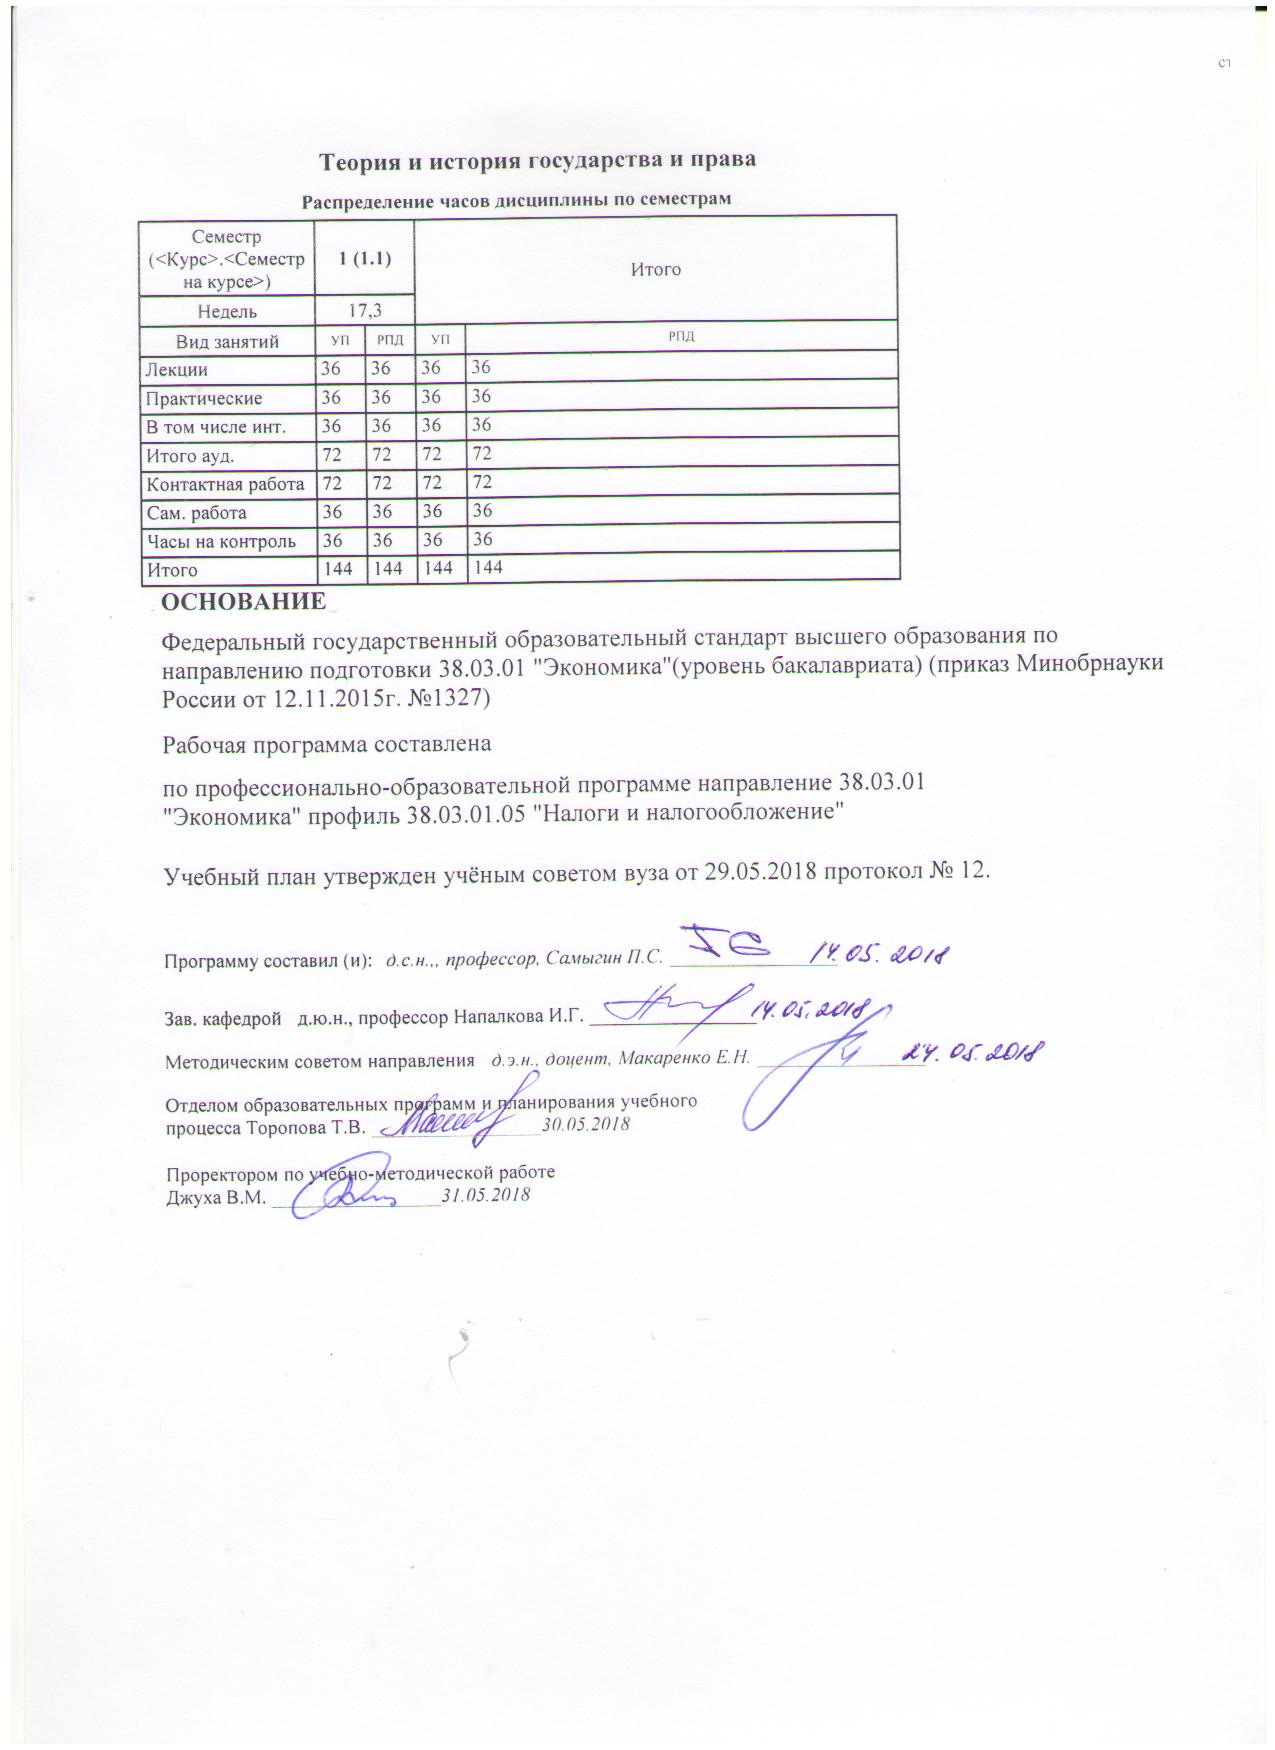 ст
Теория и история государства и права
Распределение часов дисциплины по семестрам
Семестр
(<Курс>.<Семестр
на курсе>)
1 (1.1)
Итого
Недель 17,3
Вид занятий УП РПД УП РПД
Лекции 36 36 36 36
Практические 36 36 36 36
В том числе инт. 36 36 36 36
Итого ауд. 72 72 72 72
Контактная работа 72 72 72 72
Сам. работа 36 36 36 36
Часы на контроль 36 36 36 36
Итого 144 144 144 144
ОСНОВАНИЕ
Федеральный государственный образовательный стандарт высшего образования по
направлению подготовки 38.03.01 "Экономика"(уровень бакалавриата) (приказ Минобрнауки
России от 12.11.2015г. №1327)
Рабочая программа составлена
по профессионально-образовательной программе направление 38.03.01
"Экономика" профиль 38.03.01.05 "Налоги и налогообложение"
Учебный план утвержден учёным советом вуза от 29.05.2018 протокол № 12.
Программу составил (и): д.с.н.,, профессор, Самыгин П.С. 14.05.2018
Зав. кафедрой д.ю.н., профессор Напалкова И.Г. 14.05.2018
Методическим советом направления д.э.н., доцент, Макаренко Е.Н. 24.05.2018
Отделом образовательных программ и планирования учебного
процесса Торопова Т.В. 30.05.2018
Проректором по учебно-методической работе
Джуха В.М. 31.05.2018